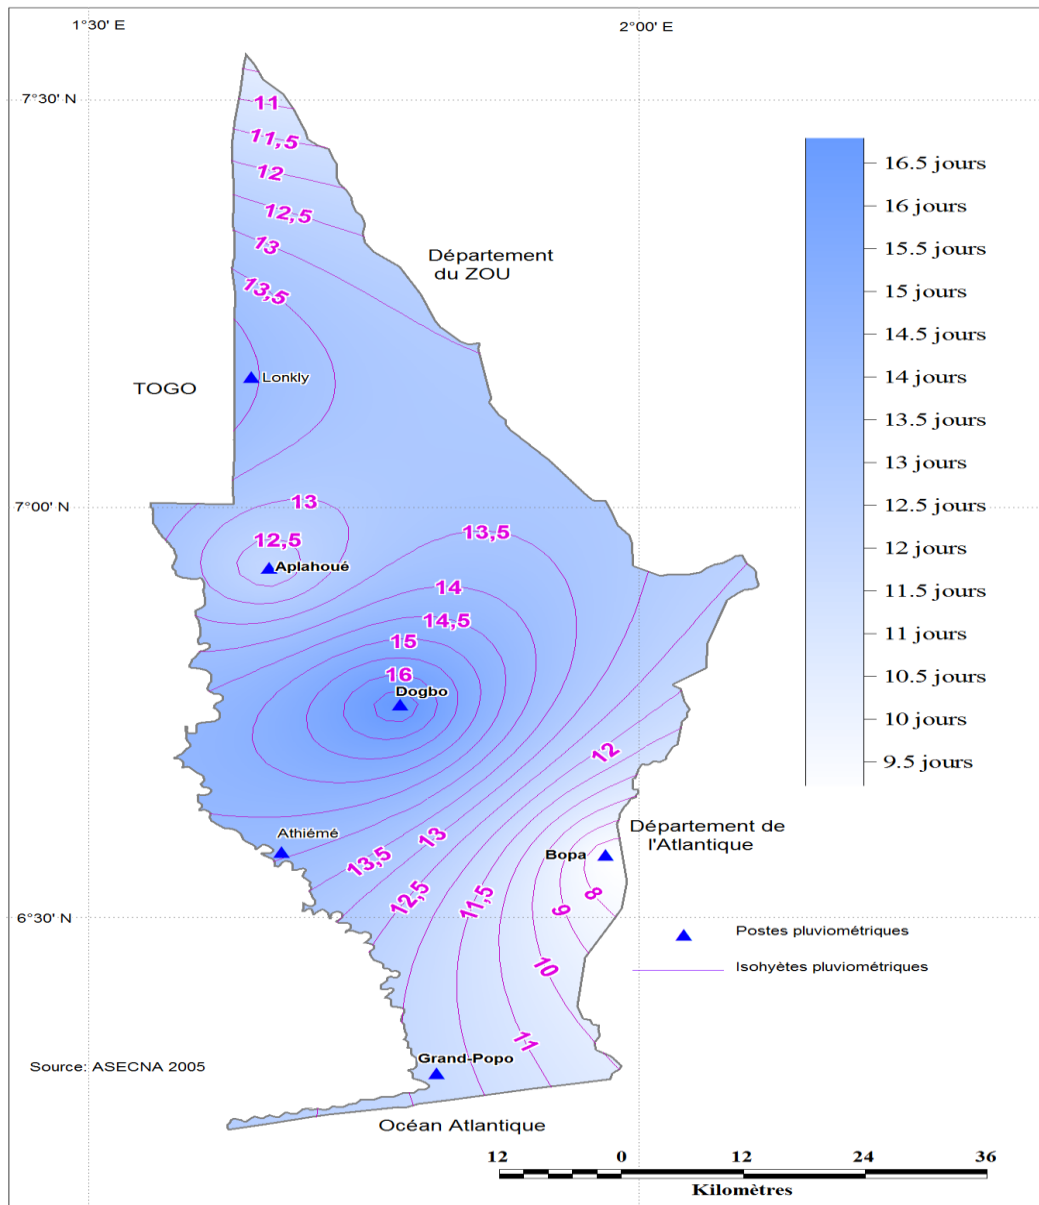 1°30' E
2°00' E
7°30' N
11
11,5
12
12,5
13
13,5
Département
du ZOU
TOGO
Lonkly
7°00' N
13
12,5
Aplahoué
13,5
14
14,5
15
16
Dogbo
12
Athiémé
13,5
13
12,5
11,5
Bopa
8
9
10
11
Département de
l'Atlantique
6°30' N
Grand-Popo
Océan Atlantique
Source: ASECNA 2005
16.5 jours
16 jours
15.5 jours
15 jours
14.5 jours
14 jours
13.5 jours
13 jours
12.5 jours
12 jours
11.5 jours
11 jours
10.5 jours
10 jours
9.5 jours
Postes pluviométriques
Isohyètes pluviométriques
12 0 12 24 36
Kilomètres